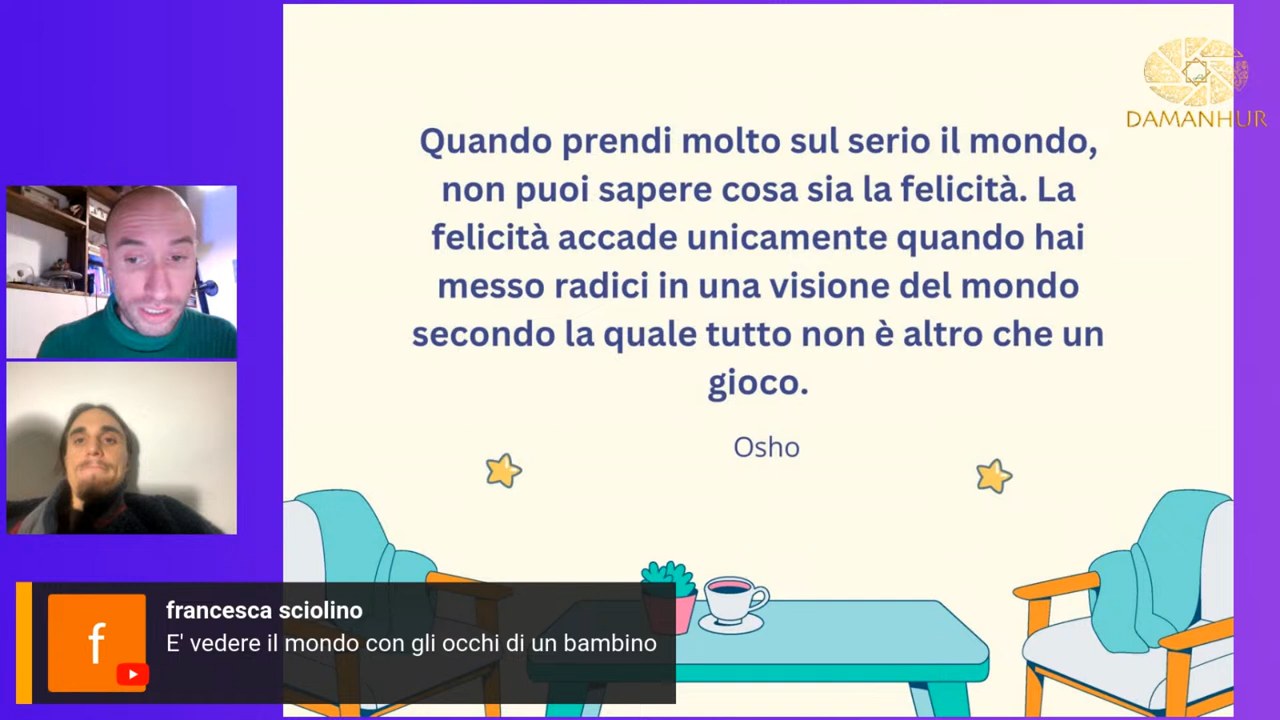 DAMANHUR
Quando prendi molto sul serio il mondo,
non puoi sapere cosa sia la felicità. La
felicità accade unicamente quando hai
messo radici in una visione del mondo
secondo la quale tutto non è altro che un
gioco.
Osho
f
francesca sciolino
E' vedere il mondo con gli occhi di un bambino